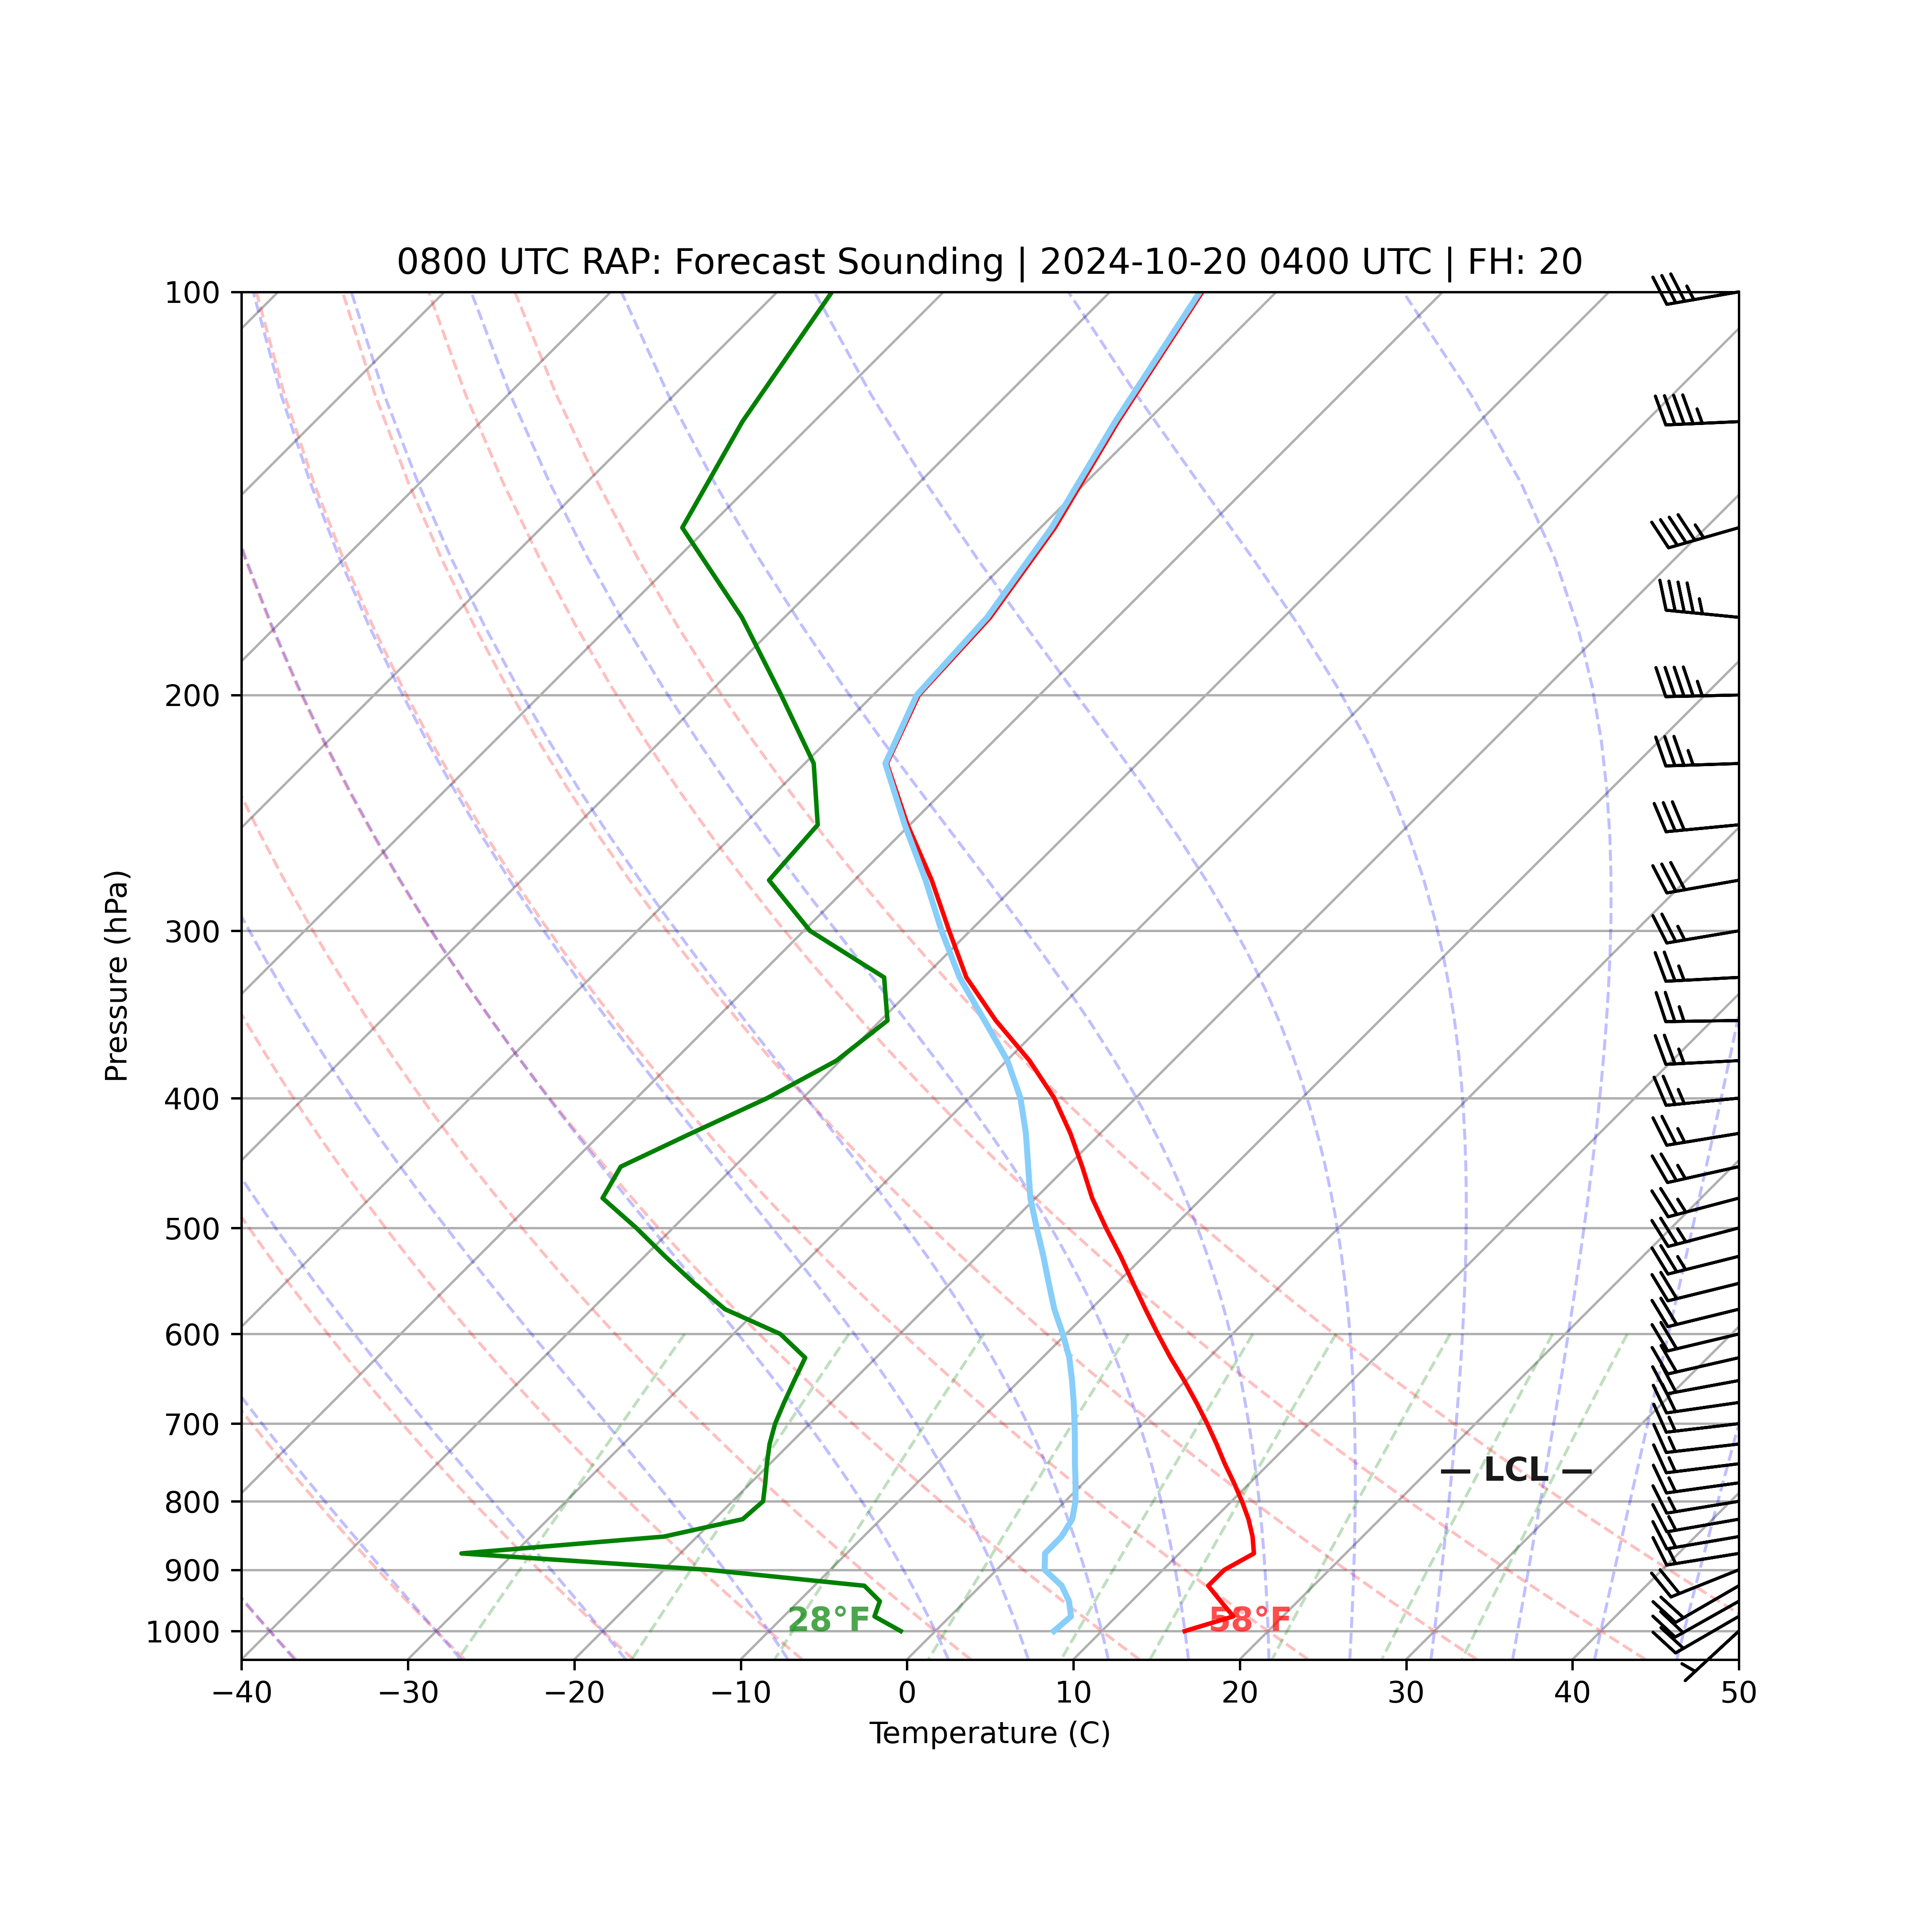 0800 UTC RAP: Forecast Sounding | 2024-10-20 0400 UTC | FH: 20
100
200
300
400
500
600
700
800
900
1000
Pressure (hPa)
— LCL —
28°F
58°F
−40 −30 −20 −10 0 10 20 30 40 50
Temperature (C)